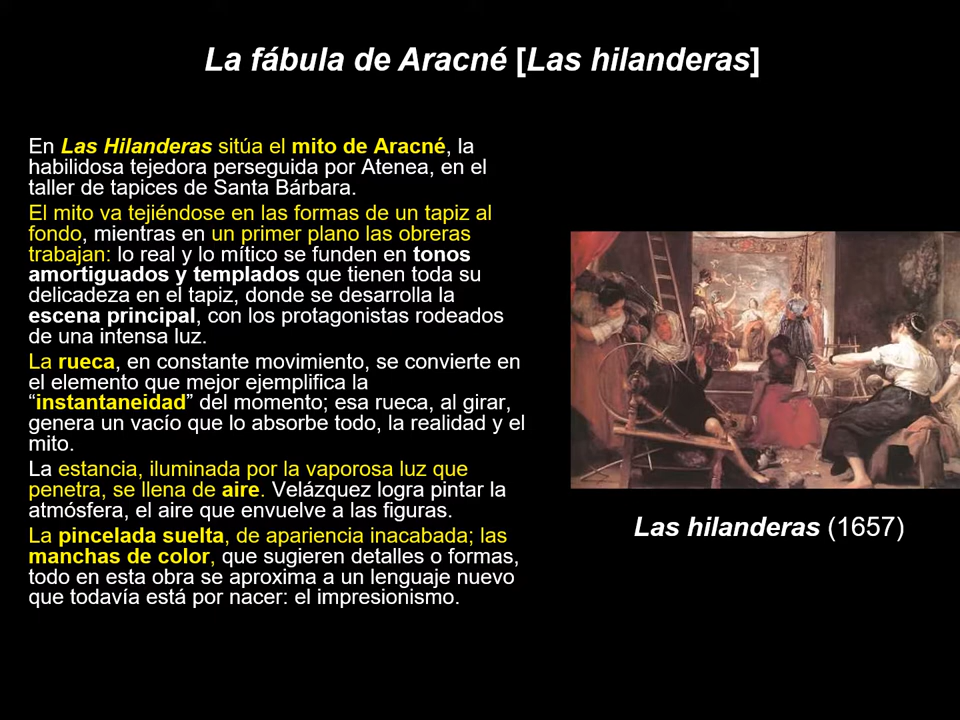 La fábula de Aracné [Las hilanderas]
En Las Hilanderas sitúa el mito de Aracné, la
habilidosa tejedora perseguida por Atenea, en el
taller de tapices de Santa Bárbara.
El mito va tejiéndose en las formas de un tapiz al
fondo, mientras en un primer plano las obreras
trabajan: lo real y lo mítico se funden en tonos
amortiguados y templados que tienen toda su
delicadeza en el tapiz, donde se desarrolla la
escena principal, con los protagonistas rodeados
de una intensa luz.
La rueca, en constante movimiento, se convierte en
el elemento que mejor ejemplifica la
“instantaneidad” del momento; esa rueca, al girar,
genera un vacío que lo absorbe todo, la realidad y el
mito.
La estancia, iluminada por la vaporosa luz que
penetra, se llena de aire. Velázquez logra pintar la
atmósfera, el aire que envuelve a las figuras.
La pincelada suelta, de apariencia inacabada; las
manchas de color, que sugieren detalles o formas,
todo en esta obra se aproxima a un lenguaje nuevo
que todavía está por nacer: el impresionismo.
Las hilanderas (1657)